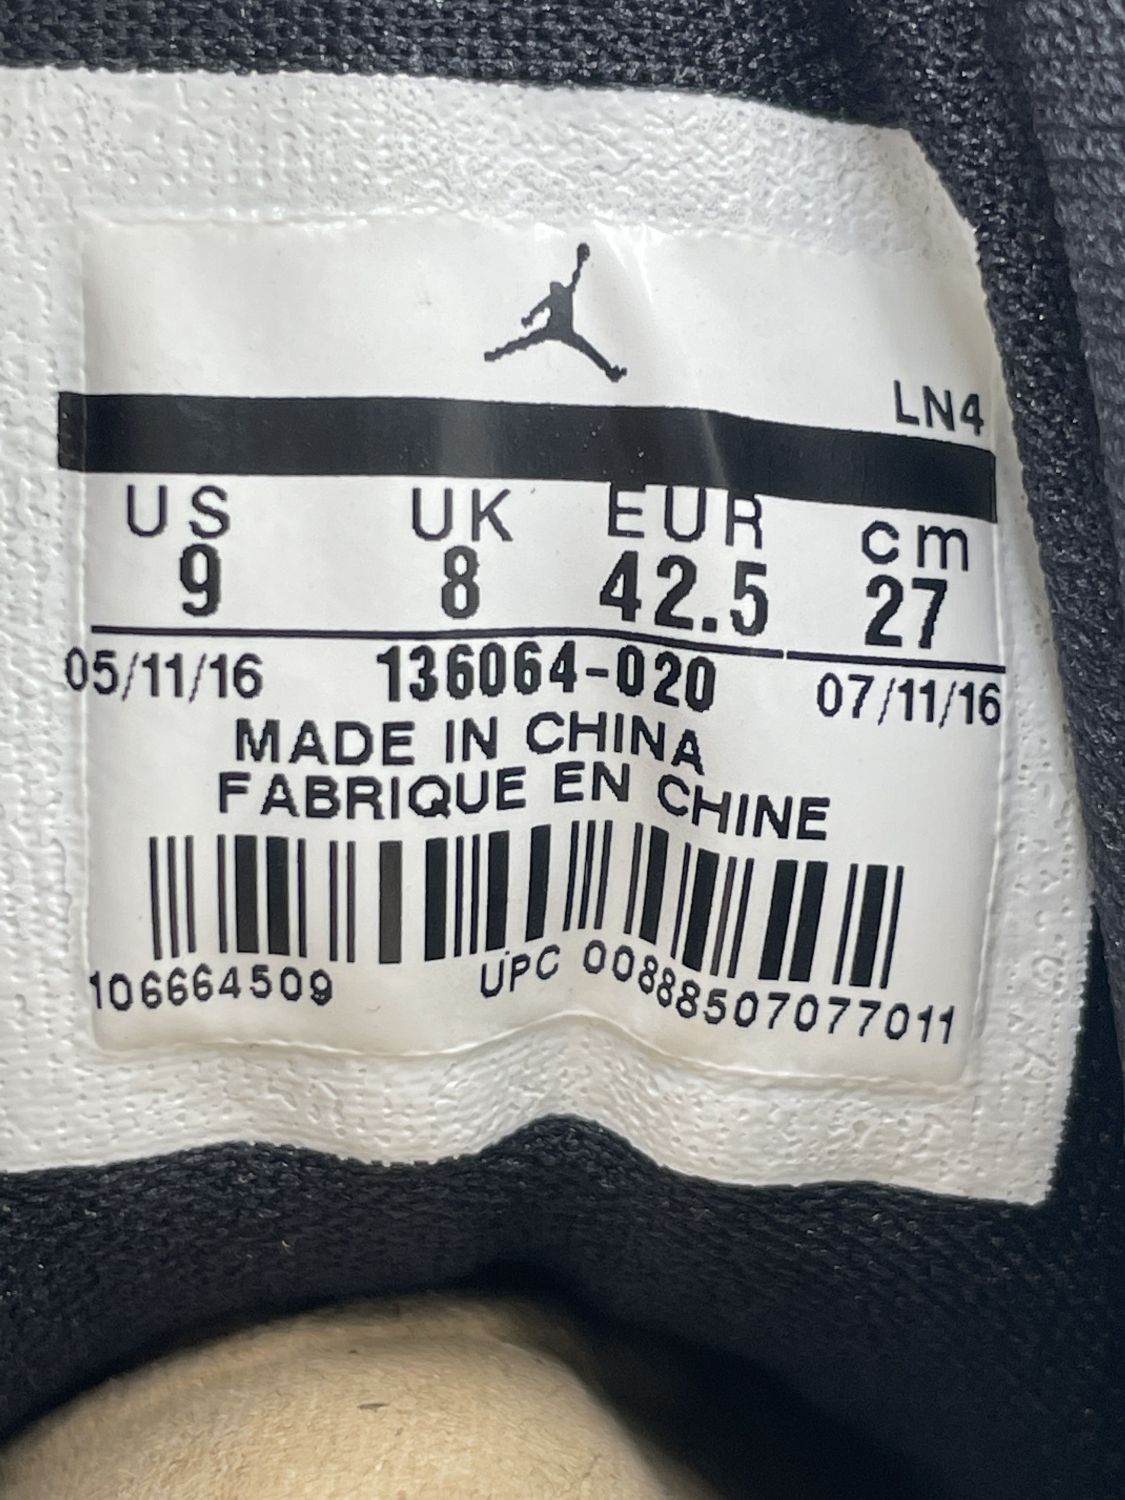 LN4
US UK EUR cm
9 8 42.5 27
05/11/16 136064-020 07/11/16
MADE IN CHINA
FABRIQUE EN CHINE
106664509 UPC 00888507077011